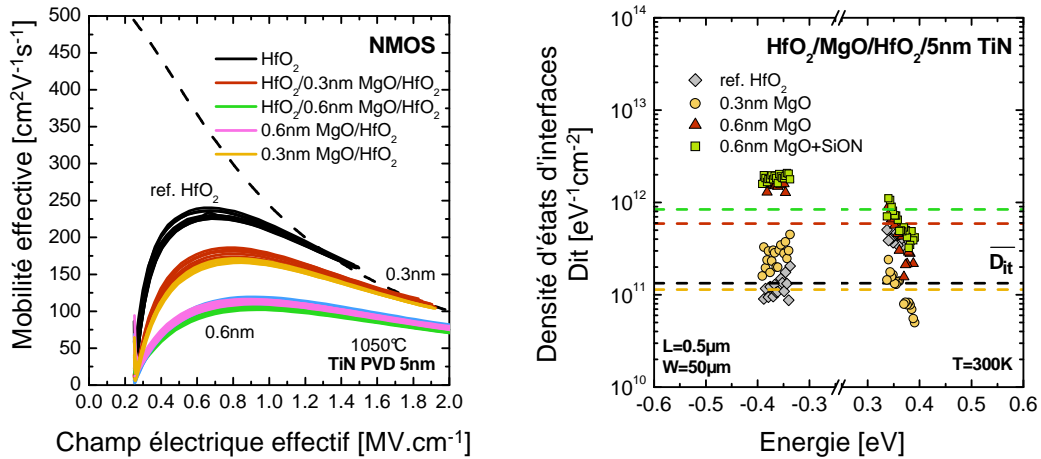 NMOS
HfO₂
HfO₂/0.3nm MgO/HfO₂
HfO₂/0.6nm MgO/HfO₂
0.6nm MgO/HfO₂
0.3nm MgO/HfO₂
ref. HfO₂
0.3nm
0.6nm
1050°C
TiN PVD 5nm
500
450
400
350
300
250
200
150
100
50
0
0.0 0.2 0.4 0.6 0.8 1.0 1.2 1.4 1.6 1.8 2.0
Mobilité effective [cm²V⁻¹s⁻¹]
Champ électrique effectif [MV.cm⁻¹]
HfO₂/MgO/HfO₂/5nm TiN
ref. HfO₂
0.3nm MgO
0.6nm MgO
0.6nm MgO+SiON
Dit
L=0.5µm
W=50µm
T=300K
10¹⁴
10¹³
10¹²
10¹¹
10¹⁰
-0.6 -0.5 -0.4 -0.3 0.3 0.4 0.5 0.6
Densité d'états d'interfaces
Dit [eV⁻¹cm⁻²]
Energie [eV]